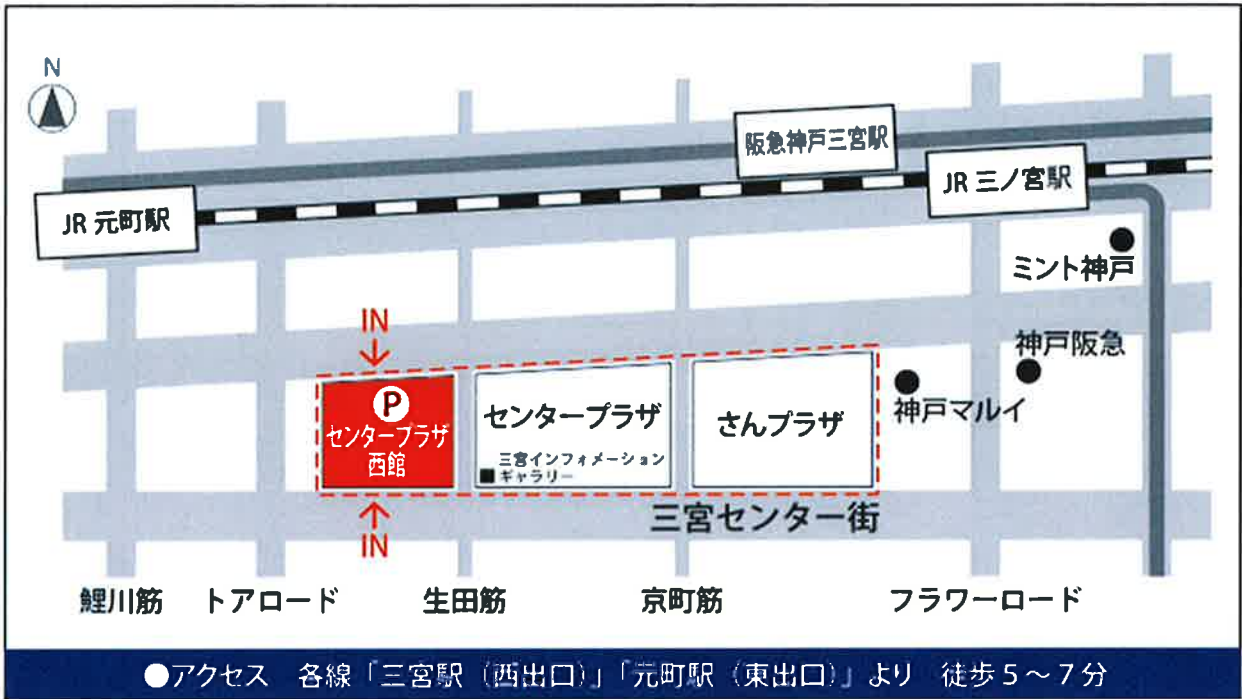 N
阪急神戸三宮駅
JR 三ノ宮駅
JR 元町駅
ミント神戸
IN
神戸阪急
P
センタープラザ
西館
センタープラザ
三宮インフォメーション
ギャラリー
さんプラザ
神戸マルイ
三宮センター街
IN
鯉川筋
トアロード
生田筋
京町筋
フラワーロード
●アクセス 各線「三宮駅（西出口）」「元町駅（東出口）」より 徒歩5～7分